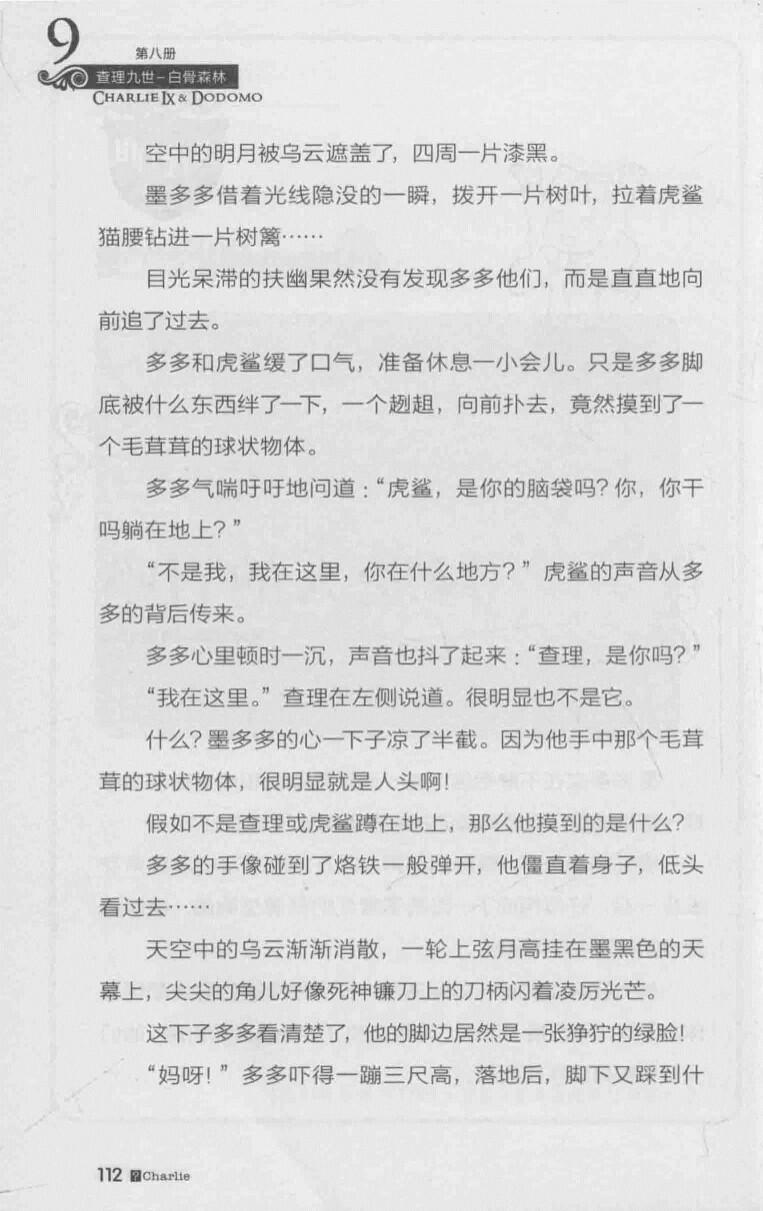 9
第八册
查理九世-白骨森林
CHARLIE IX & DODOMO
空中的明月被乌云遮盖了，四周一片漆黑。
墨多多借着光线隐没的一瞬，拨开一片树叶，拉着虎鲨
猫腰钻进一片树篱……
目光呆滞的扶幽果然没有发现多多他们，而是直直地向
前追了过去。
多多和虎鲨缓了口气，准备休息一小会儿。只是多多脚
底被什么东西绊了一下，一个趔趄，向前扑去，竟然摸到了一
个毛茸茸的球状物体。
多多气喘吁吁地问道：“虎鲨，是你的脑袋吗？你，你干
吗躺在地上？”
“不是我，我在这里，你在什么地方？”虎鲨的声音从多
多的背后传来。
多多心里顿时一沉，声音也抖了起来：“查理，是你吗？”
“我在这里。”查理在左侧说道。很明显也不是它。
什么？墨多多的心一下子凉了半截。因为他手中那个毛茸
茸的球状物体，很明显就是人头啊！
假如不是查理或虎鲨蹲在地上，那么他摸到的是什么？
多多的手像碰到了烙铁一般弹开，他僵直着身子，低头
看过去……
天空中的乌云渐渐消散，一轮上弦月高挂在墨黑色的天
幕上，尖尖的角儿好像死神镰刀上的刀柄闪着凌厉光芒。
这下子多多看清楚了，他的脚边居然是一张狰狞的绿脸！
“妈呀！”多多吓得一蹦三尺高，落地后，脚下又踩到什
112 Charlie